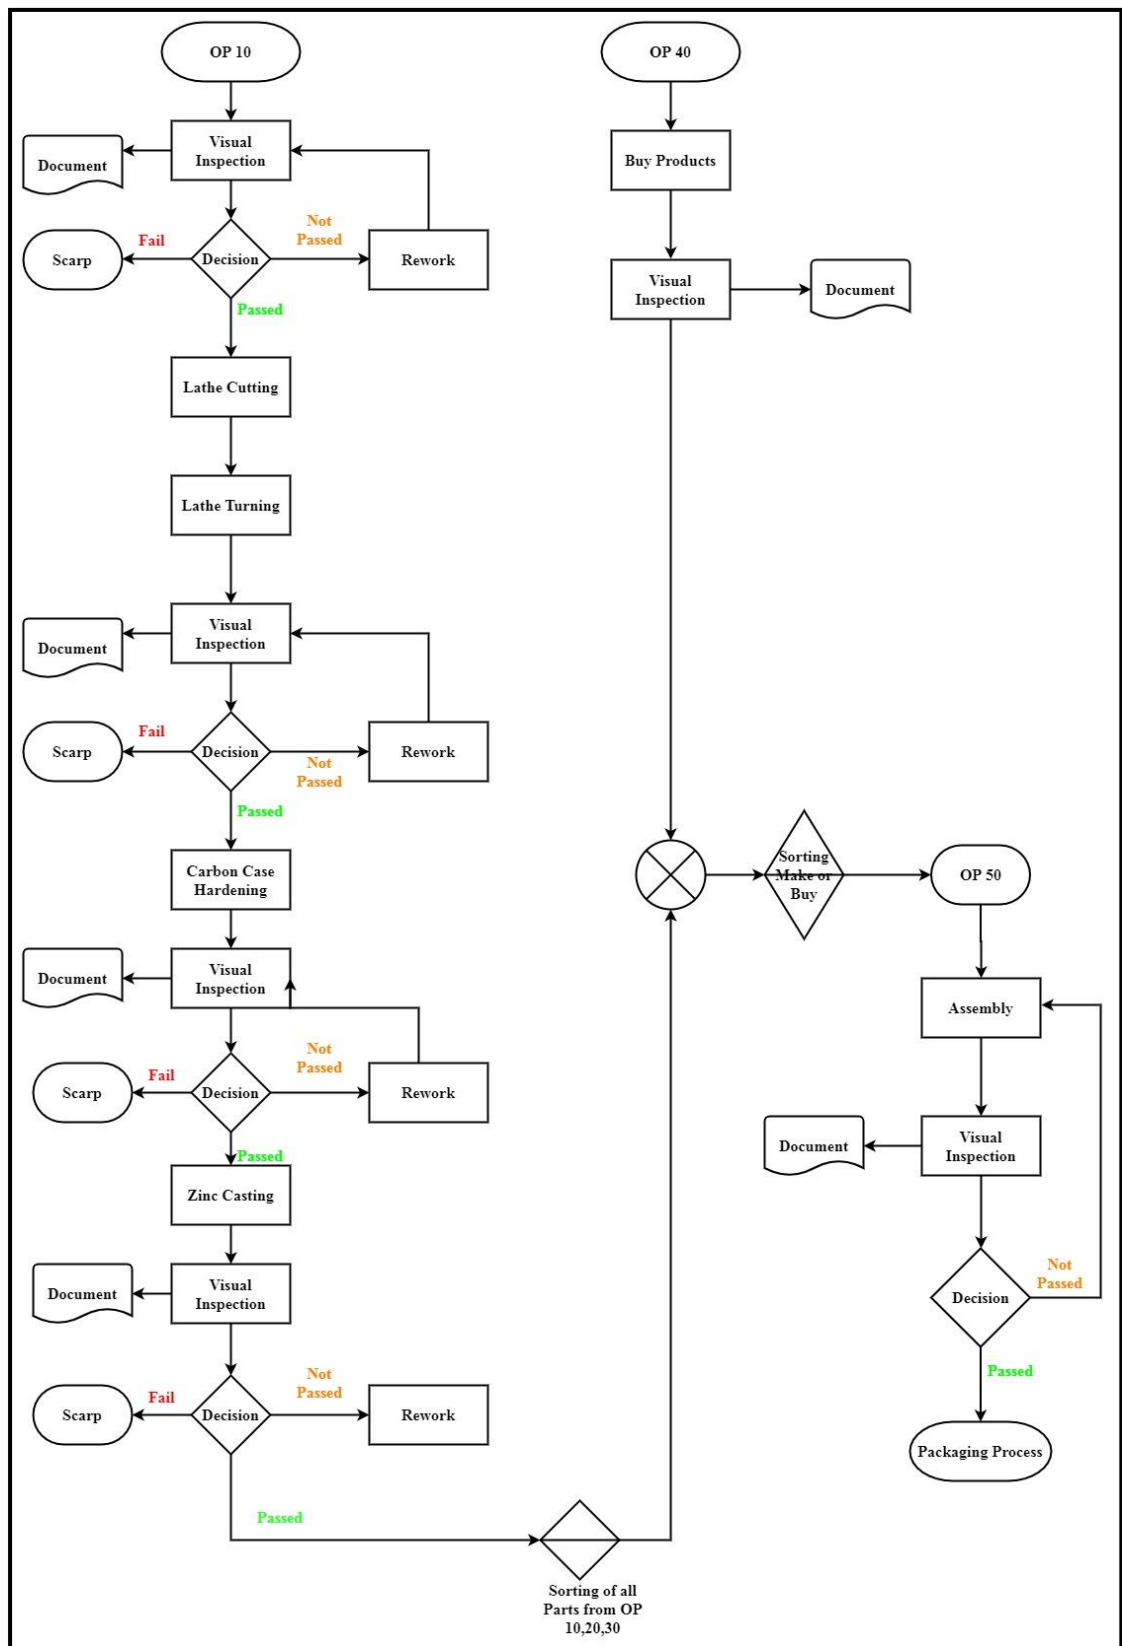 OP 10
Visual
Inspection
Document
Decision
Fail
Scarp
Not
Passed
Rework
Passed
Lathe Cutting
Lathe Turning
Visual
Inspection
Document
Decision
Fail
Scarp
Not
Passed
Rework
Passed
Carbon Case
Hardening
Visual
Inspection
Document
Decision
Fail
Scarp
Not
Passed
Rework
Passed
Zinc Casting
Visual
Inspection
Document
Decision
Fail
Scarp
Not
Passed
Rework
Passed
Sorting of all
Parts from OP
10,20,30
OP 40
Buy Products
Visual
Inspection
Document
Sorting
Make or
Buy
OP 50
Assembly
Visual
Inspection
Document
Decision
Not
Passed
Passed
Packaging Process